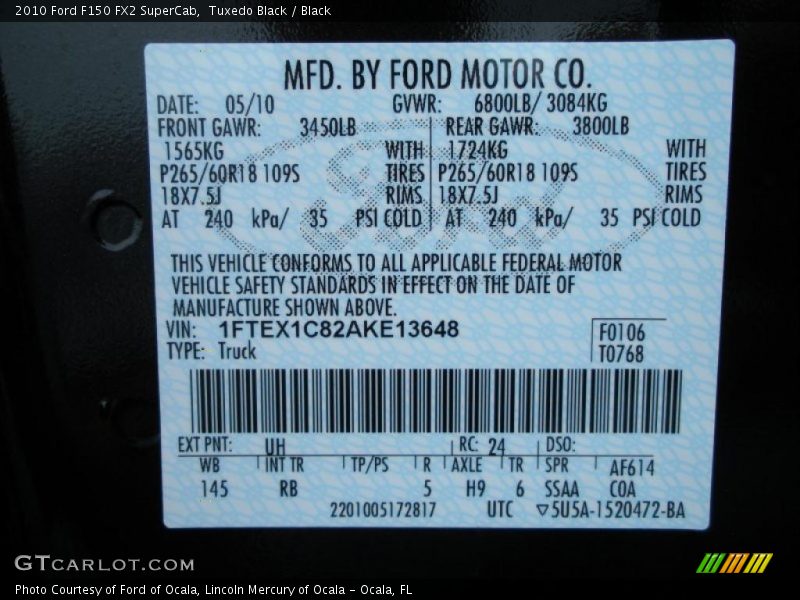 2010 Ford F150 FX2 SuperCab,  Tuxedo Black / Black
MFD. BY FORD MOTOR CO.
DATE: 05/10 GVWR: 6800LB/ 3084KG
FRONT GAWR: 3450LB REAR GAWR: 3800LB
1565KG WITH 1724KG WITH
P265/60R18 109S TIRES P265/60R18 109S TIRES
18X7.5J RIMS 18X7.5J RIMS
AT 240 kPa/ 35 PSI COLD AT 240 kPa/ 35 PSI COLD
THIS VEHICLE CONFORMS TO ALL APPLICABLE FEDERAL MOTOR
VEHICLE SAFETY STANDARDS IN EFFECT ON THE DATE OF
MANUFACTURE SHOWN ABOVE.
VIN: 1FTEX1C82AKE13648 F0106
TYPE: Truck T0768
EXT PNT: UH RC: 24 DSO:
WB INT TR TP/PS R AXLE TR SPR AF614
145 RB 5 H9 6 SSAA COA
2201005172817 UTC ▽5U5A-1520472-BA
GTCARLOT.COM
Photo Courtesy of Ford of Ocala, Lincoln Mercury of Ocala - Ocala, FL